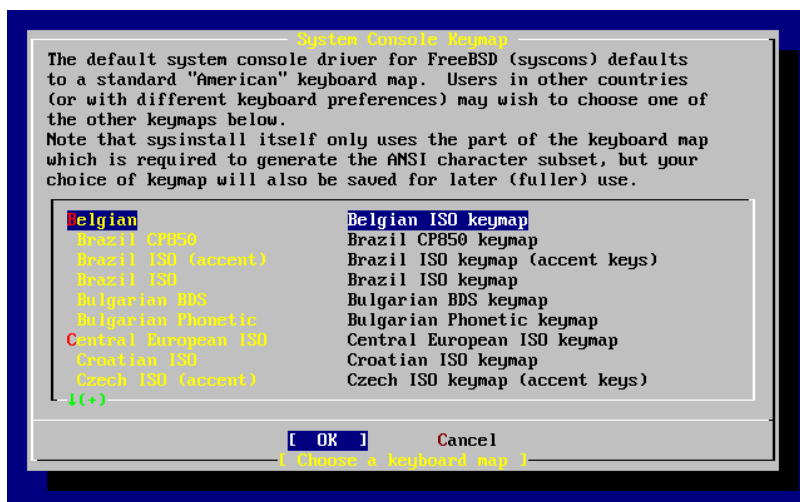 System Console Keymap
The default system console driver for FreeBSD (syscons) defaults
to a standard "American" keyboard map.  Users in other countries
(or with different keyboard preferences) may wish to choose one of
the other keymaps below.
Note that sysinstall itself only uses the part of the keyboard map
which is required to generate the ANSI character subset, but your
choice of keymap will also be saved for later (fuller) use.
Belgian Belgian ISO keymap
Brazil CP850 Brazil CP850 keymap
Brazil ISO (accent) Brazil ISO keymap (accent keys)
Brazil ISO Brazil ISO keymap
Bulgarian BDS Bulgarian BDS keymap
Bulgarian Phonetic Bulgarian Phonetic keymap
Central European ISO Central European ISO keymap
Croatian ISO Croatian ISO keymap
Czech ISO (accent) Czech ISO keymap (accent keys)
↓(+)
[ OK ] Cancel
[ Choose a keyboard map ]